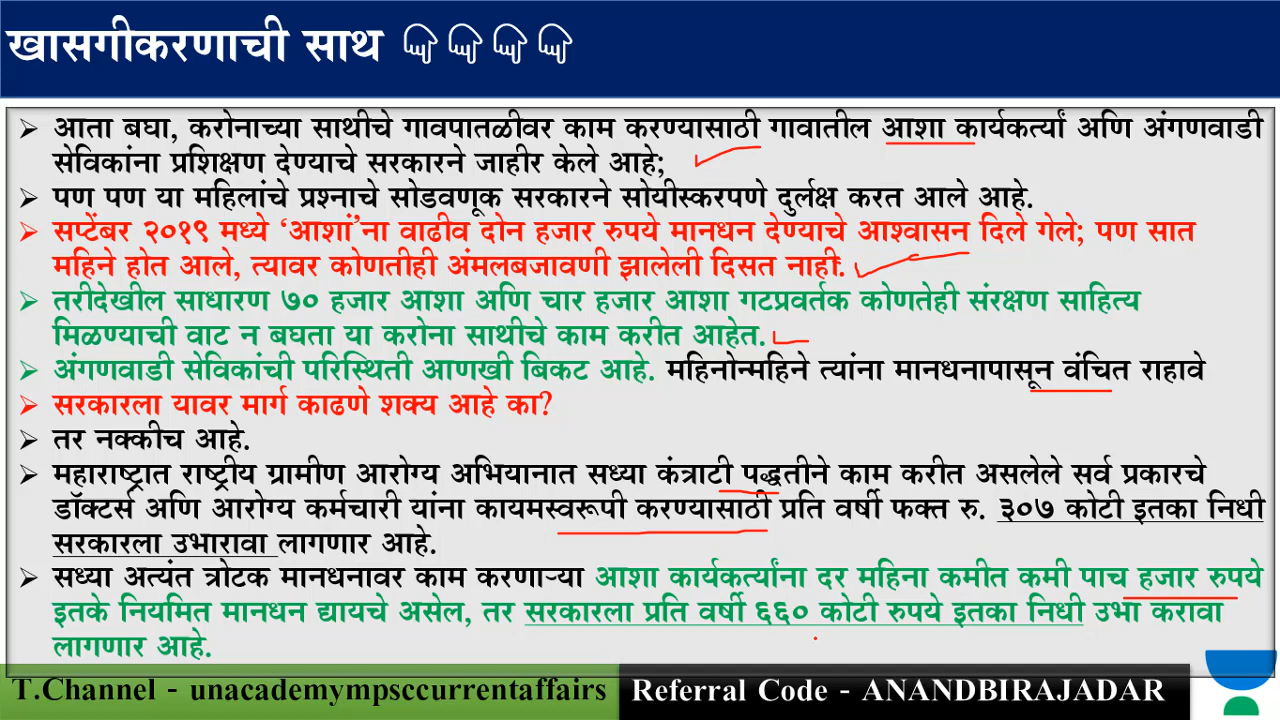 खासगीकरणाची साथ
आता बघा, करोनाच्या साथीचे गावपातळीवर काम करण्यासाठी गावातील आशा कार्यकर्त्यां अणि अंगणवाडी
सेविकांना प्रशिक्षण देण्याचे सरकारने जाहीर केले आहे;
पण पण या महिलांचे प्रश्नाचे सोडवणूक सरकारने सोयीस्करपणे दुर्लक्ष करत आले आहे.
सप्टेंबर २०१९ मध्ये ‘आशां’ना वाढीव दोन हजार रुपये मानधन देण्याचे आश्वासन दिले गेले; पण सात
महिने होत आले, त्यावर कोणतीही अंमलबजावणी झालेली दिसत नाही.
तरीदेखील साधारण ७० हजार आशा अणि चार हजार आशा गटप्रवर्तक कोणतेही संरक्षण साहित्य
मिळण्याची वाट न बघता या करोना साथीचे काम करीत आहेत.
अंगणवाडी सेविकांची परिस्थिती आणखी बिकट आहे. महिनोन्महिने त्यांना मानधनापासून वंचित राहावे
सरकारला यावर मार्ग काढणे शक्य आहे का?
तर नक्कीच आहे.
महाराष्ट्रात राष्ट्रीय ग्रामीण आरोग्य अभियानात सध्या कंत्राटी पद्धतीने काम करीत असलेले सर्व प्रकारचे
डॉक्टर्स अणि आरोग्य कर्मचारी यांना कायमस्वरूपी करण्यासाठी प्रति वर्षी फक्त रु. ३०७ कोटी इतका निधी
सरकारला उभारावा लागणार आहे.
सध्या अत्यंत त्रोटक मानधनावर काम करणाऱ्या आशा कार्यकर्त्यांना दर महिना कमीत कमी पाच हजार रुपये
इतके नियमित मानधन द्यायचे असेल, तर सरकारला प्रति वर्षी ६६० कोटी रुपये इतका निधी उभा करावा
लागणार आहे.
T.Channel - unacademympsccurrentaffairs Referral Code - ANANDBIRAJADAR